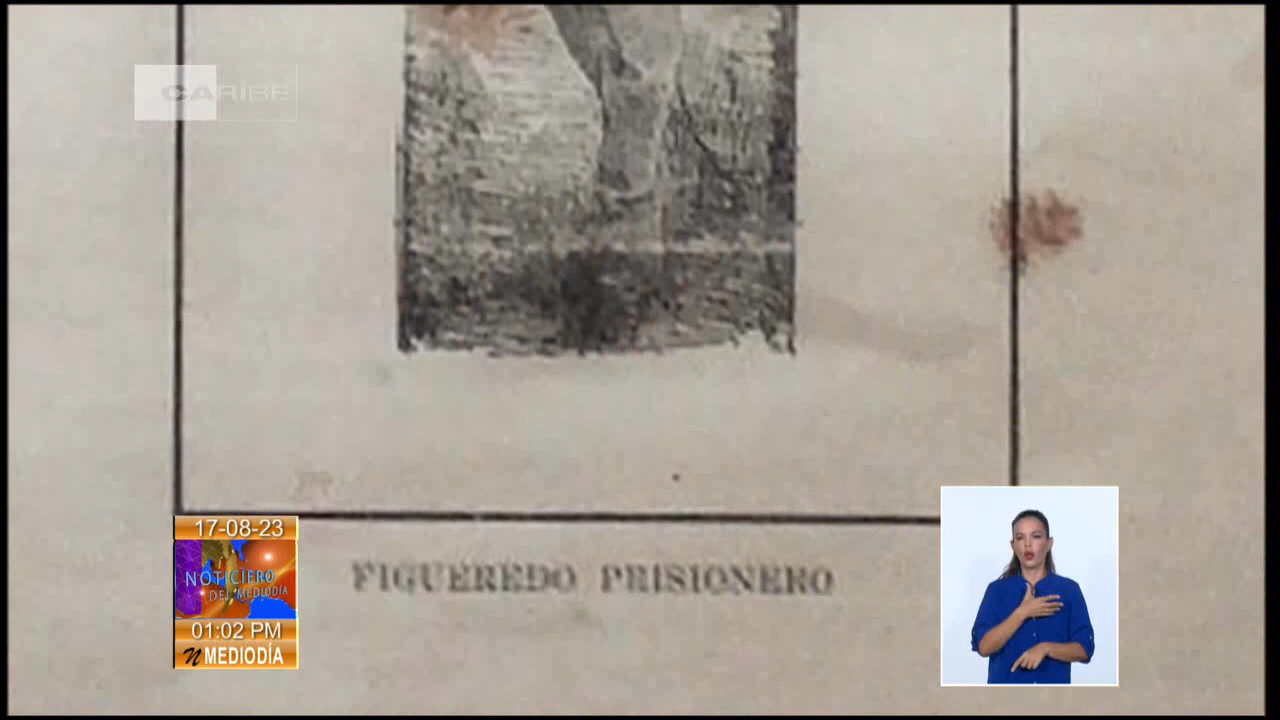 CARIBE
17-08-23
NOTICIERO
DEL MEDIODÍA
01:02 PM
N MEDIODÍA
FIGUEREDO PRISIONERO